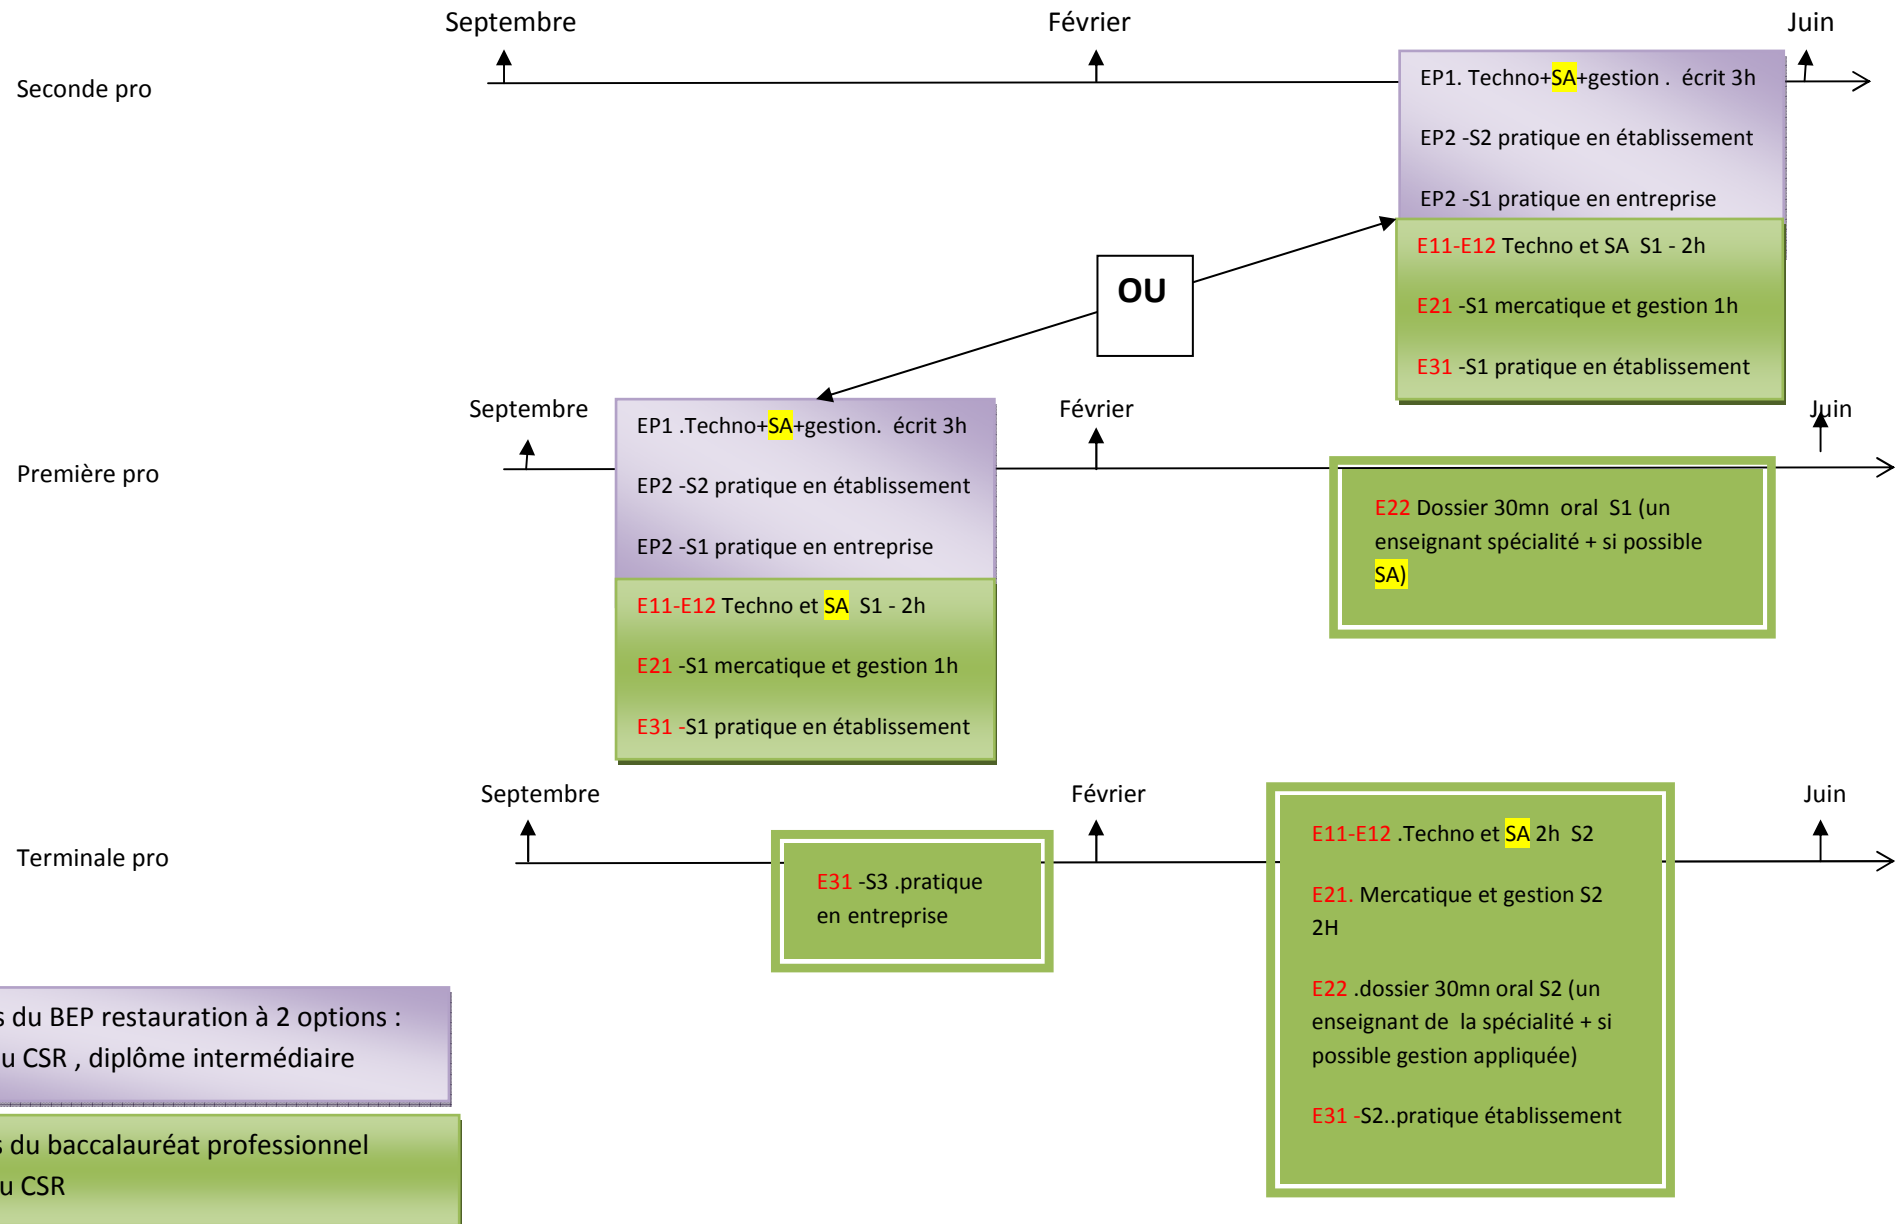 Septembre Février Juin
Seconde pro
EP1. Techno+SA+gestion . écrit 3h
EP2 -S2 pratique en établissement
EP2 -S1 pratique en entreprise
E11-E12 Techno et SA S1 - 2h
E21 -S1 mercatique et gestion 1h
E31 -S1 pratique en établissement
OU
Septembre Février Juin
Première pro
EP1 .Techno+SA+gestion. écrit 3h
EP2 -S2 pratique en établissement
EP2 -S1 pratique en entreprise
E11-E12 Techno et SA S1 - 2h
E21 -S1 mercatique et gestion 1h
E31 -S1 pratique en établissement
E22 Dossier 30mn oral S1 (un
enseignant spécialité + si possible
SA)
Septembre Février Juin
Terminale pro
E31 -S3 .pratique
en entreprise
E11-E12 .Techno et SA 2h S2
E21. Mercatique et gestion S2
2H
E22 .dossier 30mn oral S2 (un
enseignant de la spécialité + si
possible gestion appliquée)
E31 -S2..pratique établissement
s du BEP restauration à 2 options :
u CSR , diplôme intermédiaire
s du baccalauréat professionnel
u CSR